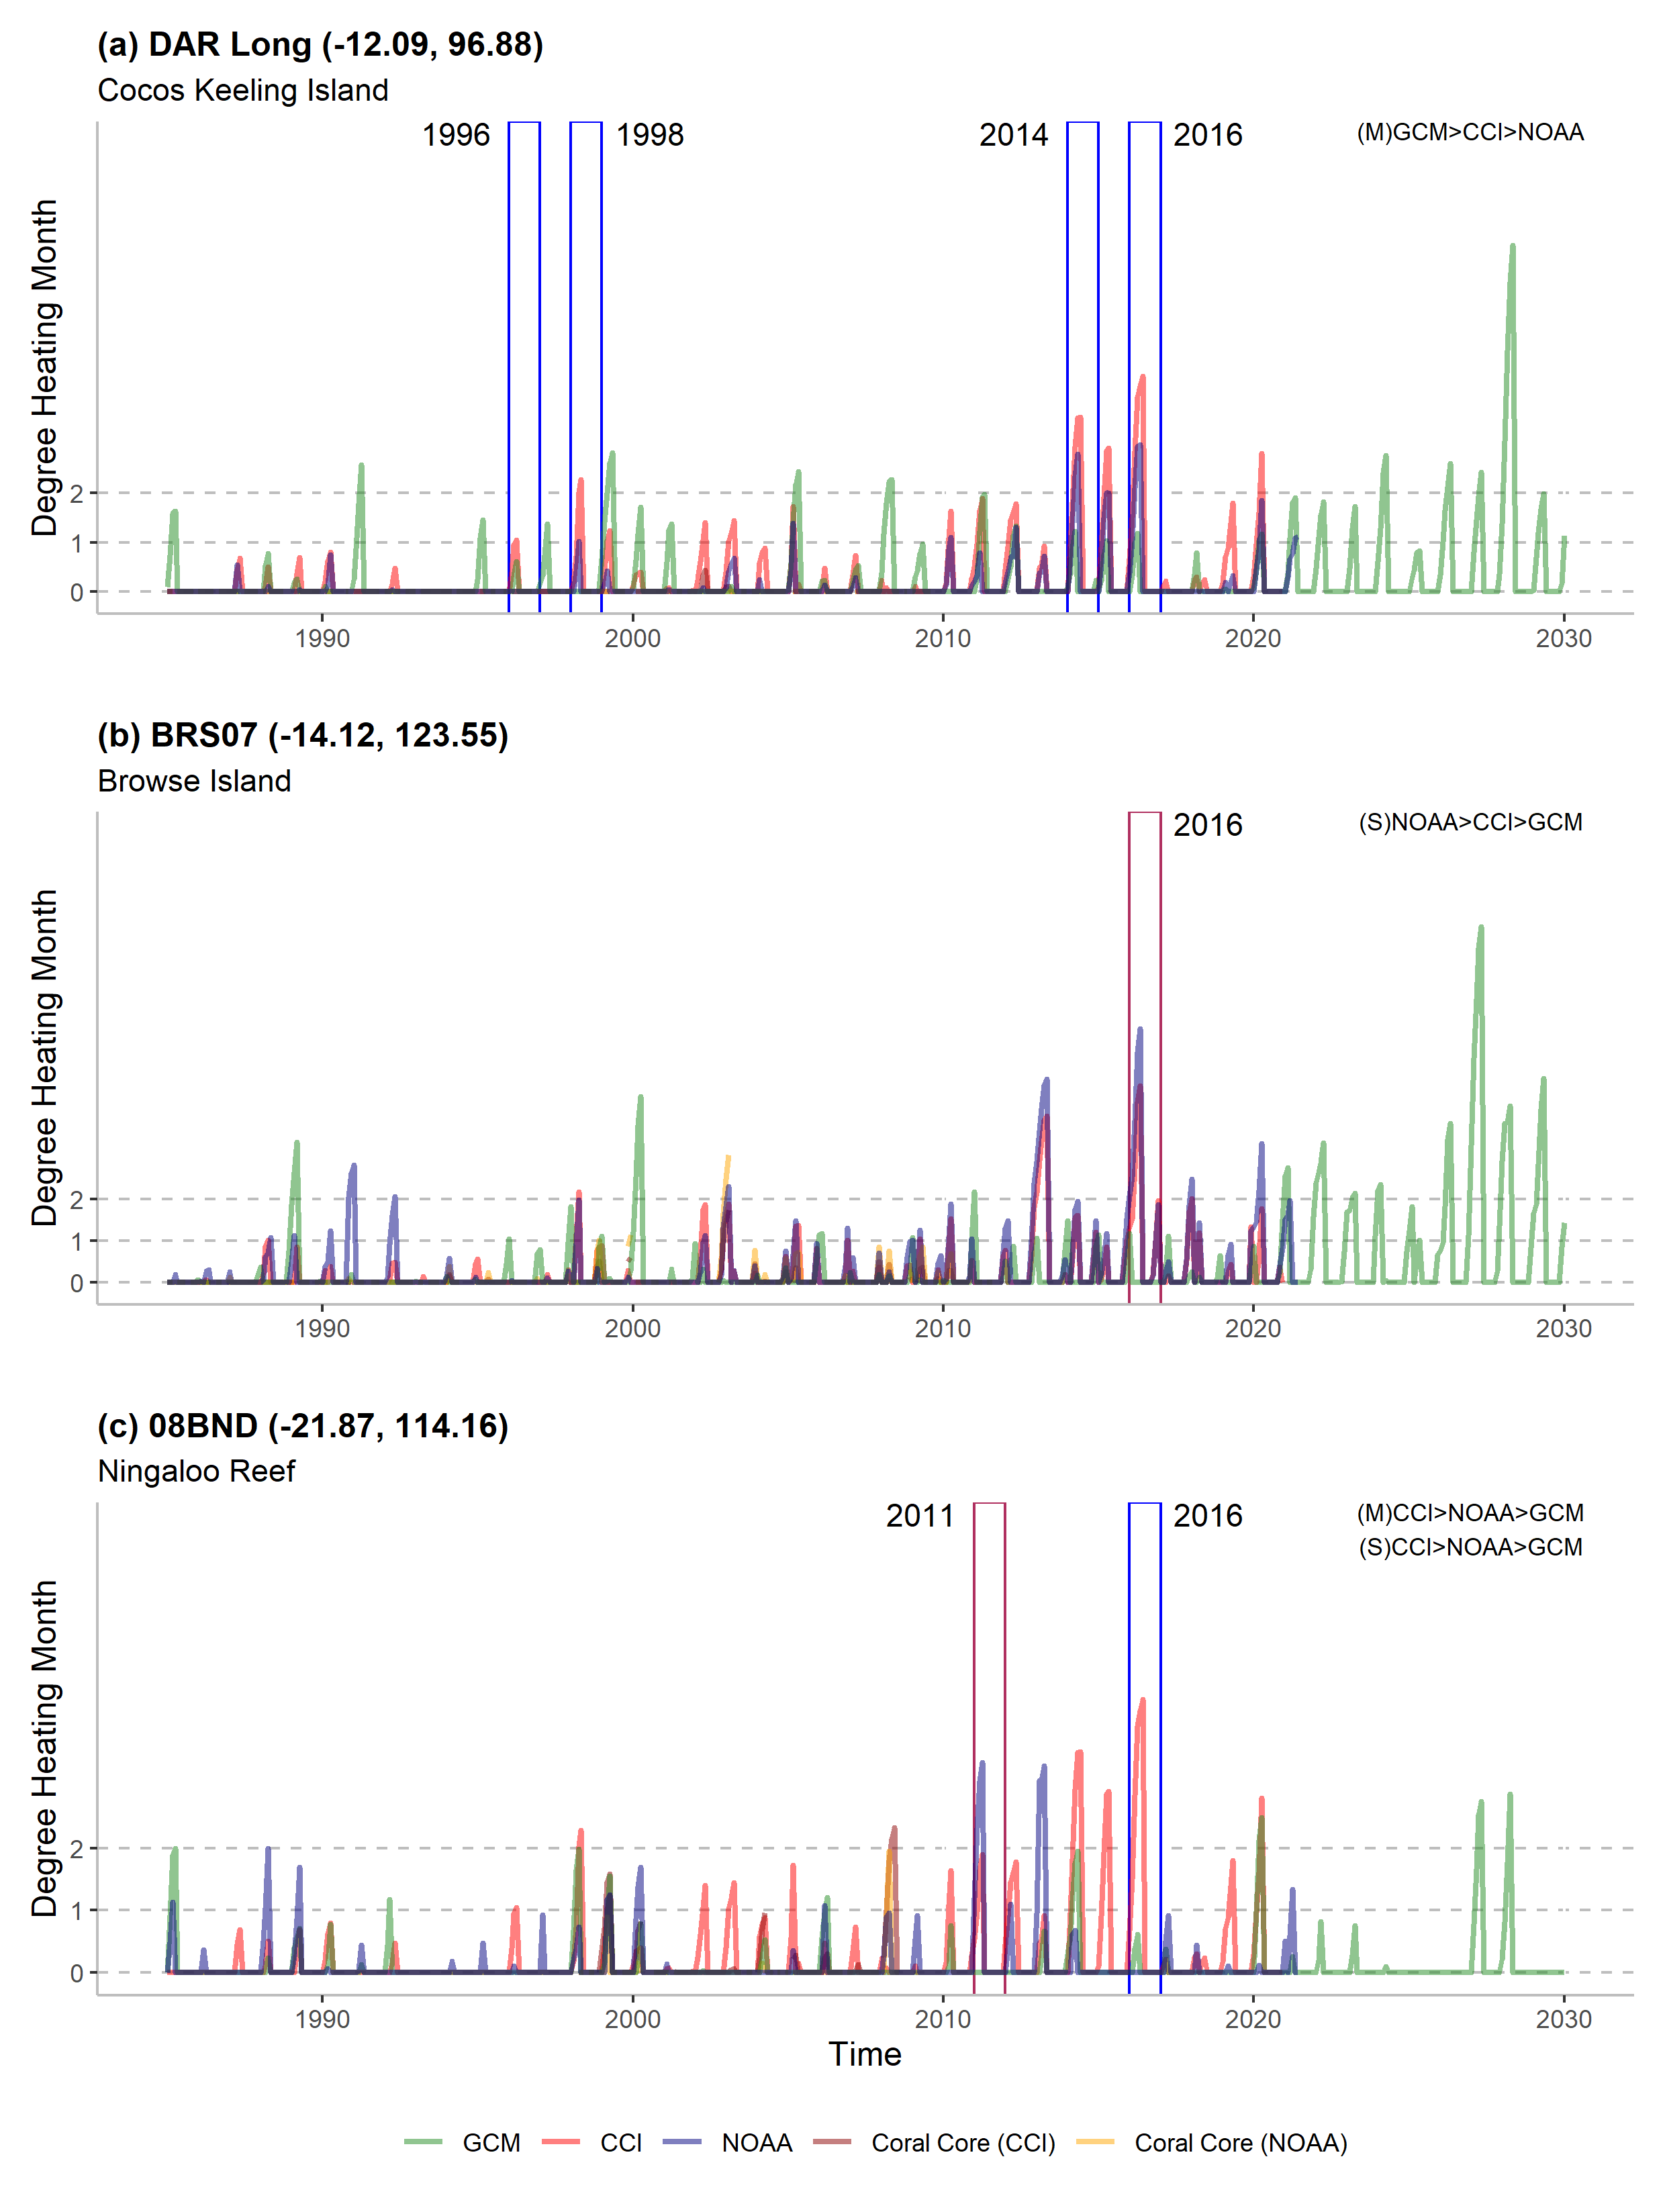 (a) DAR Long (-12.09, 96.88)
Cocos Keeling Island
1996
1998
2014
2016
(M)GCM>CCI>NOAA
Degree Heating Month
2
1
0
1990
2000
2010
2020
2030
(b) BRS07 (-14.12, 123.55)
Browse Island
2016
(S)NOAA>CCI>GCM
Degree Heating Month
2
1
0
1990
2000
2010
2020
2030
(c) 08BND (-21.87, 114.16)
Ningaloo Reef
2011
2016
(M)CCI>NOAA>GCM
(S)CCI>NOAA>GCM
Degree Heating Month
2
1
0
1990
2000
2010
2020
2030
Time
GCM
CCI
NOAA
Coral Core (CCI)
Coral Core (NOAA)